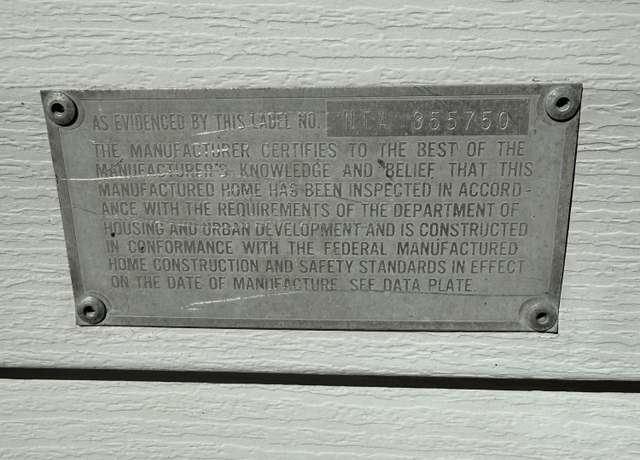 AS EVIDENCED BY THIS LABEL NO. 355750
THE MANUFACTURER CERTIFIES TO THE BEST OF THE
MANUFACTURER'S KNOWLEDGE AND BELIEF THAT THIS
MANUFACTURED HOME HAS BEEN INSPECTED IN ACCORD-
ANCE WITH THE REQUIREMENTS OF THE DEPARTMENT OF
HOUSING AND URBAN DEVELOPMENT AND IS CONSTRUCTED
IN CONFORMANCE WITH THE FEDERAL MANUFACTURED
HOME CONSTRUCTION AND SAFETY STANDARDS IN EFFECT
ON THE DATE OF MANUFACTURE. SEE DATA PLATE.